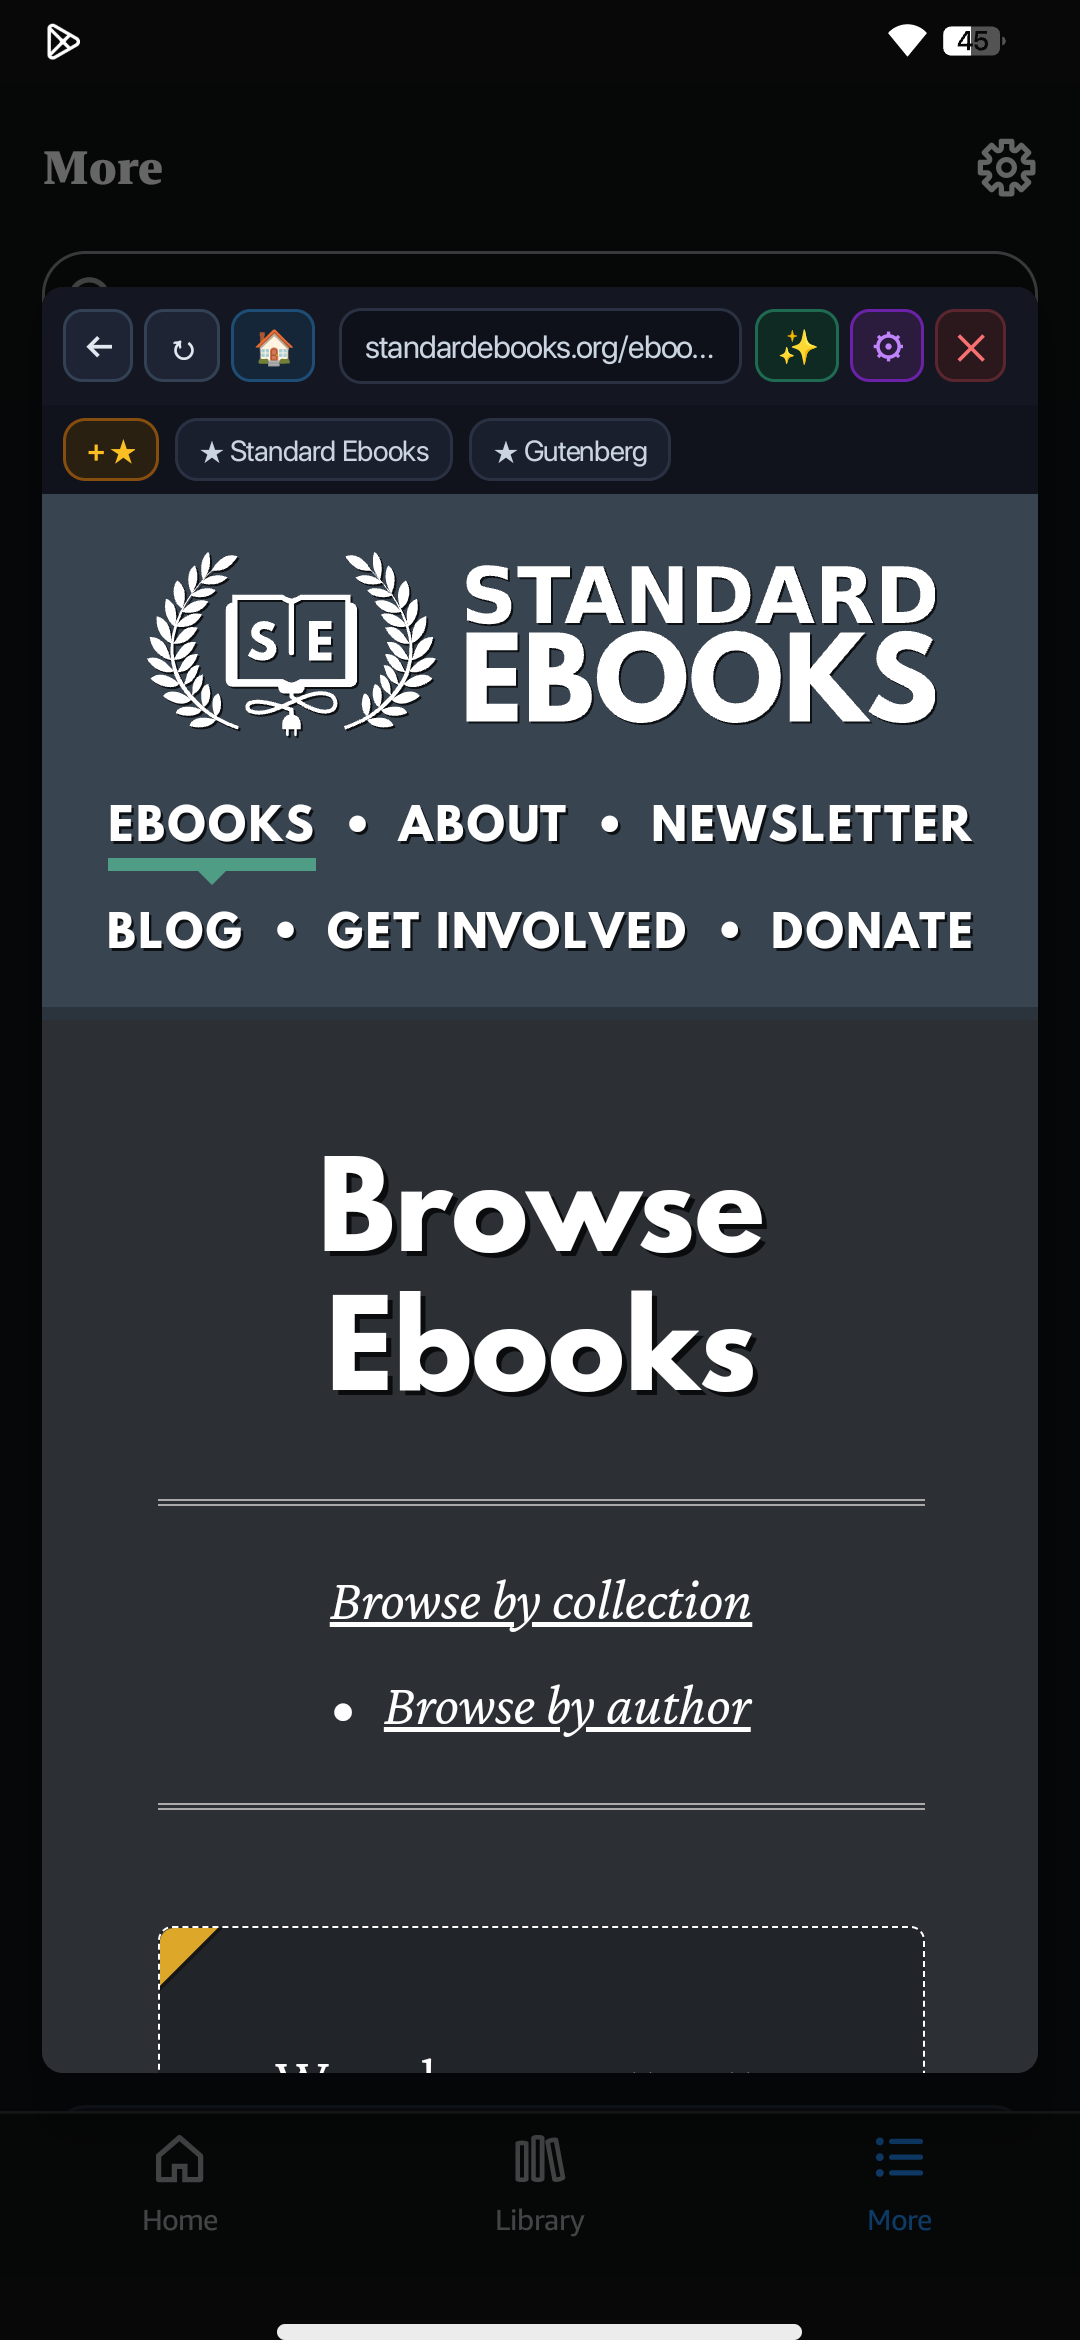 45
More
standardebooks.org/eboo...
+ ★
★ Standard Ebooks
★ Gutenberg
S E
STANDARD
EBOOKS
EBOOKS • ABOUT • NEWSLETTER
BLOG • GET INVOLVED • DONATE
Browse
Ebooks
Browse by collection
• Browse by author
Home
Library
More